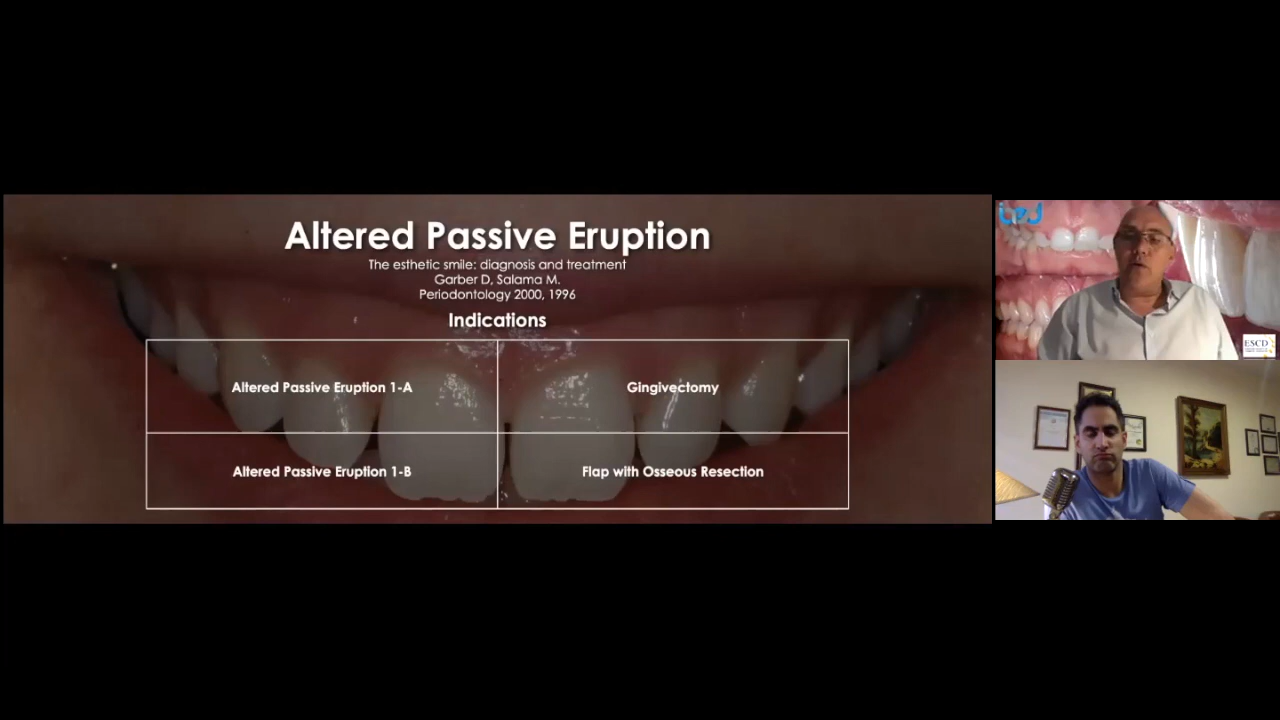 Altered Passive Eruption
The esthetic smile: diagnosis and treatment
Garber D, Salama M.
Periodontology 2000, 1996
Indications
Altered Passive Eruption 1-A
Gingivectomy
Altered Passive Eruption 1-B
Flap with Osseous Resection
ESCD